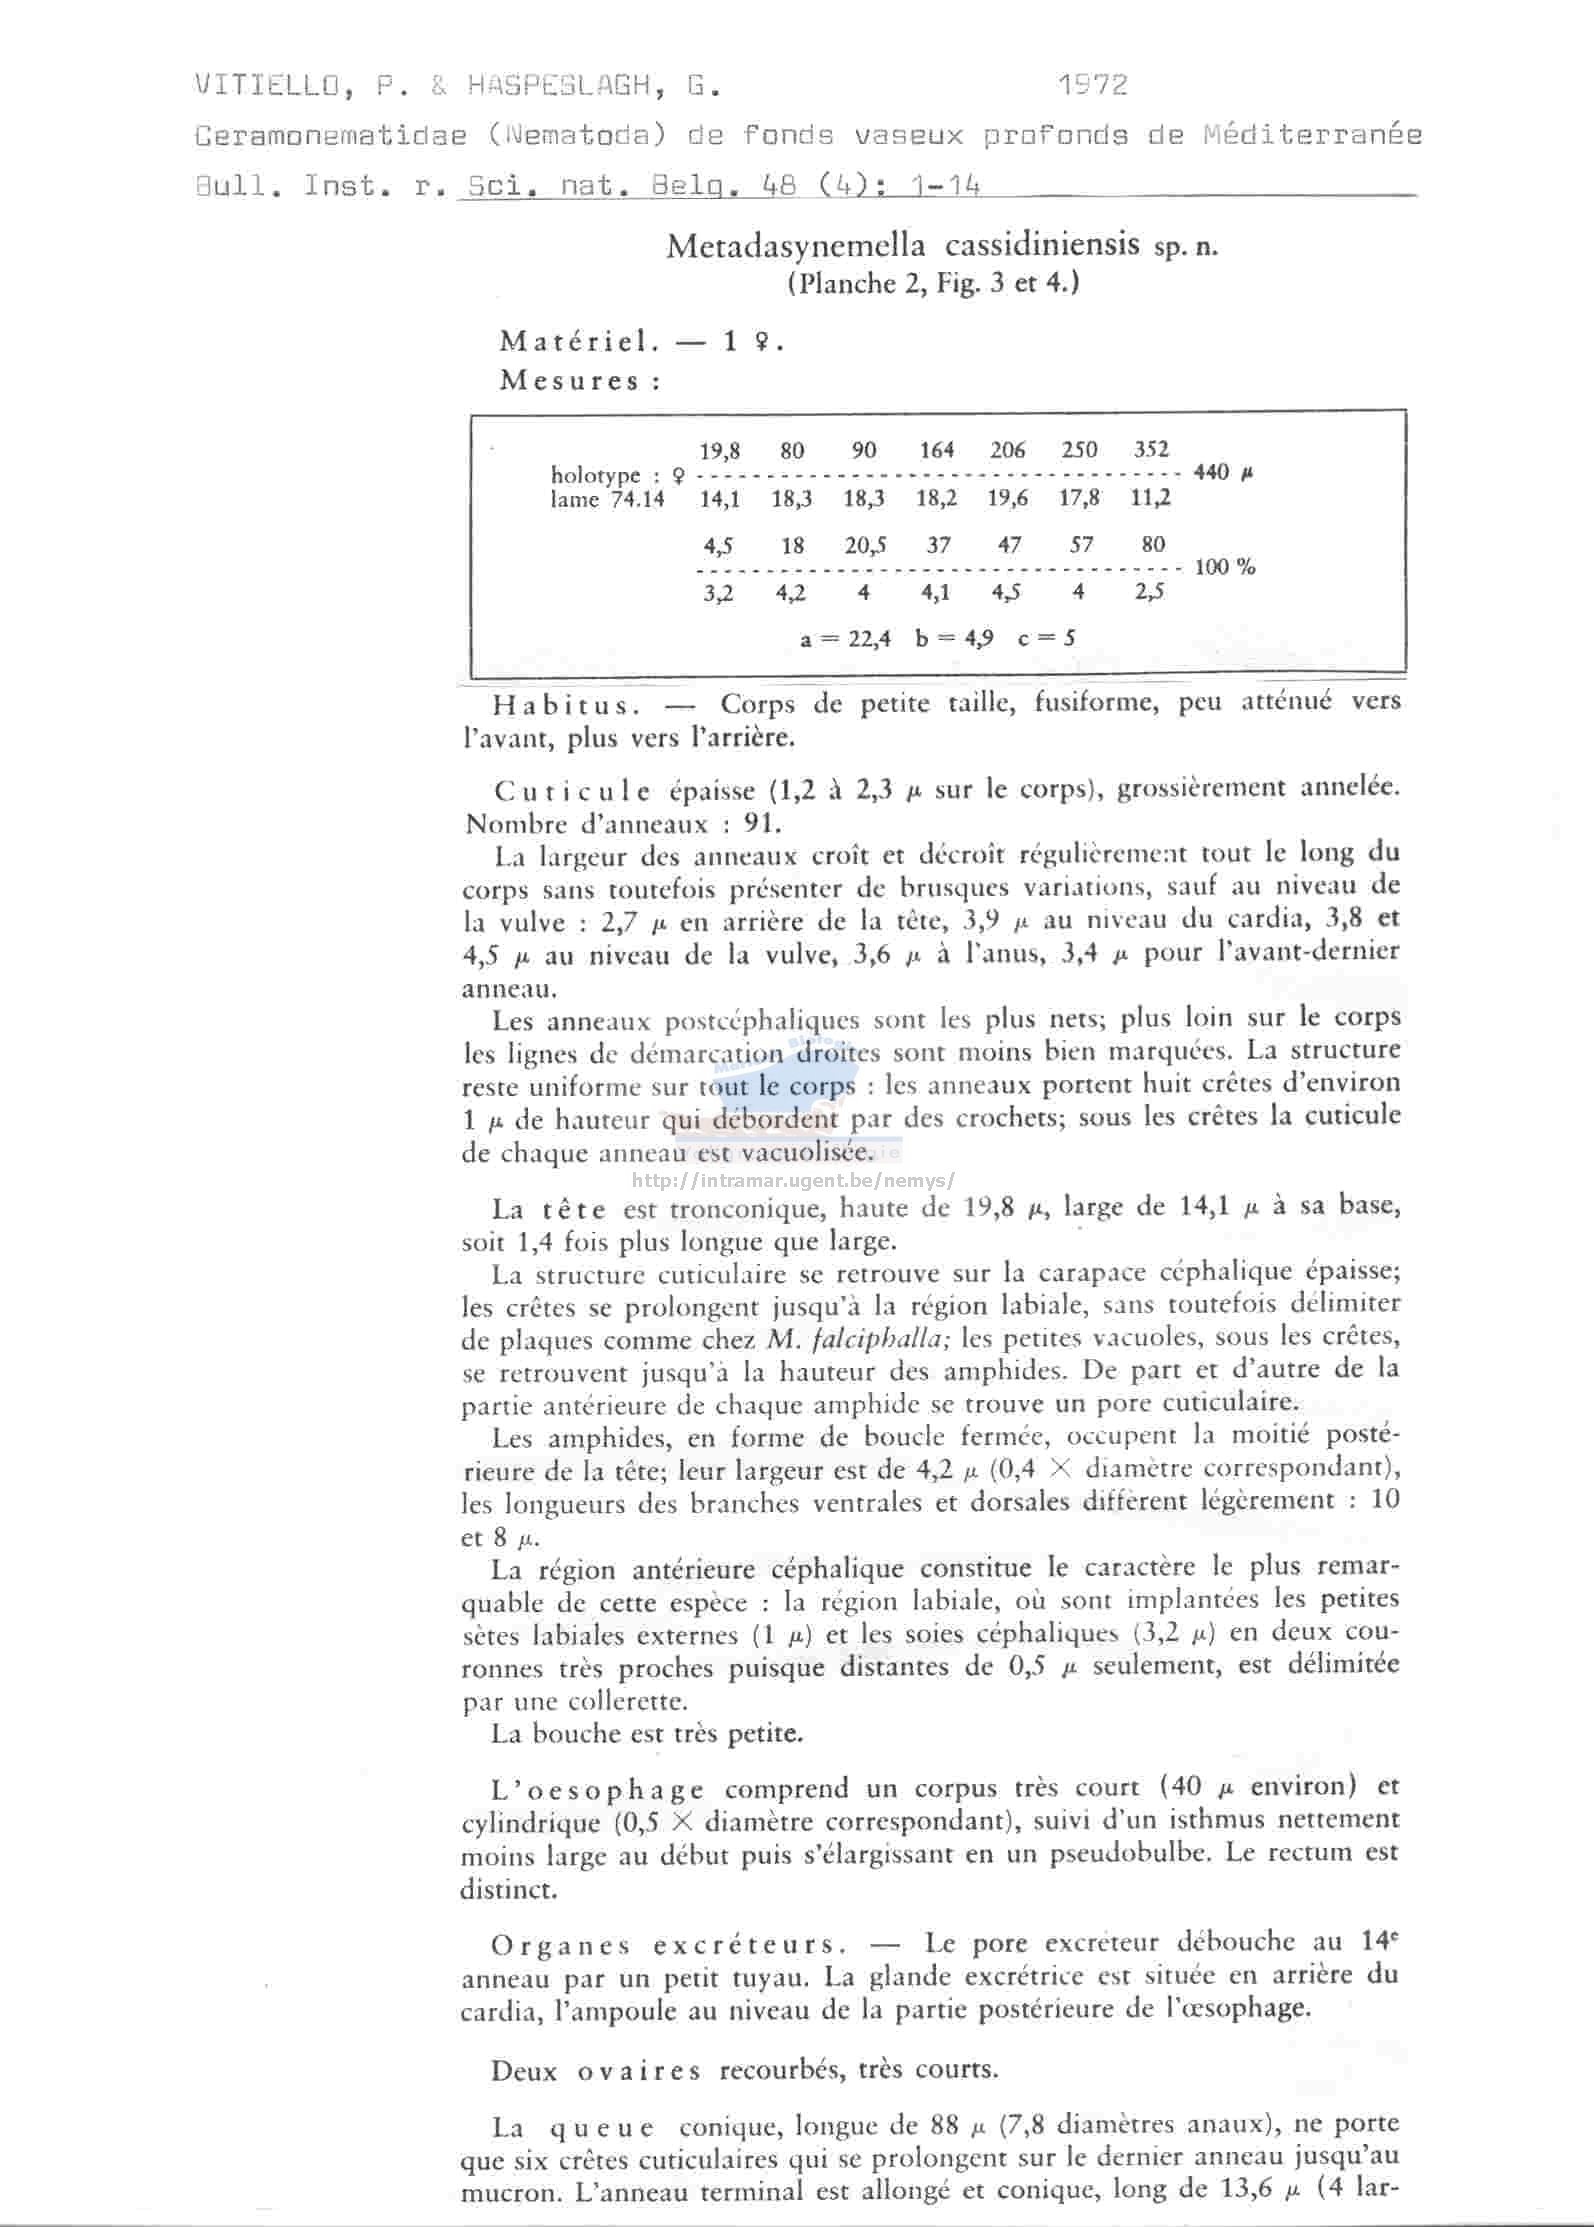 VITIELLO, P. & HASPESLAGH, G. 1972
Ceramonematidae (Nematoda) de fonds vaseux profonds de Méditerranée
Bull. Inst. r. Sci. nat. Belg. 48 (4): 1-14
Metadasynemella cassidiniensis sp. n.
(Planche 2, Fig. 3 et 4.)
Matériel. — 1 ♀.
Mesures :
19,8 80 90 164 206 250 352
holotype : ♀ ---------- 440 μ
lame 74.14 14,1 18,3 18,3 18,2 19,6 17,8 11,2
4,5 18 20,5 37 47 57 80
---------- 100 %
3,2 4,2 4 4,1 4,5 4 2,5
a = 22,4 b = 4,9 c = 5
Habitus. — Corps de petite taille, fusiforme, peu atténué vers
l'avant, plus vers l'arrière.
Cuticule épaisse (1,2 à 2,3 μ sur le corps), grossièrement annelée.
Nombre d'anneaux : 91.
La largeur des anneaux croît et décroît régulièrement tout le long du
corps sans toutefois présenter de brusques variations, sauf au niveau de
la vulve : 2,7 μ en arrière de la tête, 3,9 μ au niveau du cardia, 3,8 et
4,5 μ au niveau de la vulve, 3,6 μ à l'anus, 3,4 μ pour l'avant-dernier
anneau.
Les anneaux postcéphaliques sont les plus nets; plus loin sur le corps
les lignes de démarcation droites sont moins bien marquées. La structure
reste uniforme sur tout le corps : les anneaux portent huit crêtes d'environ
1 μ de hauteur qui débordent par des crochets; sous les crêtes la cuticule
de chaque anneau est vacuolisée.
http://intramar.ugent.be/nemys/
La tête est tronconique, haute de 19,8 μ, large de 14,1 μ à sa base,
soit 1,4 fois plus longue que large.
La structure cuticulaire se retrouve sur la carapace céphalique épaisse;
les crêtes se prolongent jusqu'à la région labiale, sans toutefois délimiter
de plaques comme chez M. falciphalla; les petites vacuoles, sous les crêtes,
se retrouvent jusqu'à la hauteur des amphides. De part et d'autre de la
partie antérieure de chaque amphide se trouve un pore cuticulaire.
Les amphides, en forme de boucle fermée, occupent la moitié posté-
rieure de la tête; leur largeur est de 4,2 μ (0,4 × diamètre correspondant),
les longueurs des branches ventrales et dorsales diffèrent légèrement : 10
et 8 μ.
La région antérieure céphalique constitue le caractère le plus remar-
quable de cette espèce : la région labiale, où sont implantées les petites
sètes labiales externes (1 μ) et les soies céphaliques (3,2 μ) en deux cou-
ronnes très proches puisque distantes de 0,5 μ seulement, est délimitée
par une collerette.
La bouche est très petite.
L'oesophage comprend un corpus très court (40 μ environ) et
cylindrique (0,5 × diamètre correspondant), suivi d'un isthmus nettement
moins large au début puis s'élargissant en un pseudobulbe. Le rectum est
distinct.
Organes excréteurs. — Le pore excréteur débouche au 14e
anneau par un petit tuyau. La glande excrétrice est située en arrière du
cardia, l'ampoule au niveau de la partie postérieure de l'œsophage.
Deux ovaires recourbés, très courts.
La queue conique, longue de 88 μ (7,8 diamètres anaux), ne porte
que six crêtes cuticulaires qui se prolongent sur le dernier anneau jusqu'au
mucron. L'anneau terminal est allongé et conique, long de 13,6 μ (4 lar-